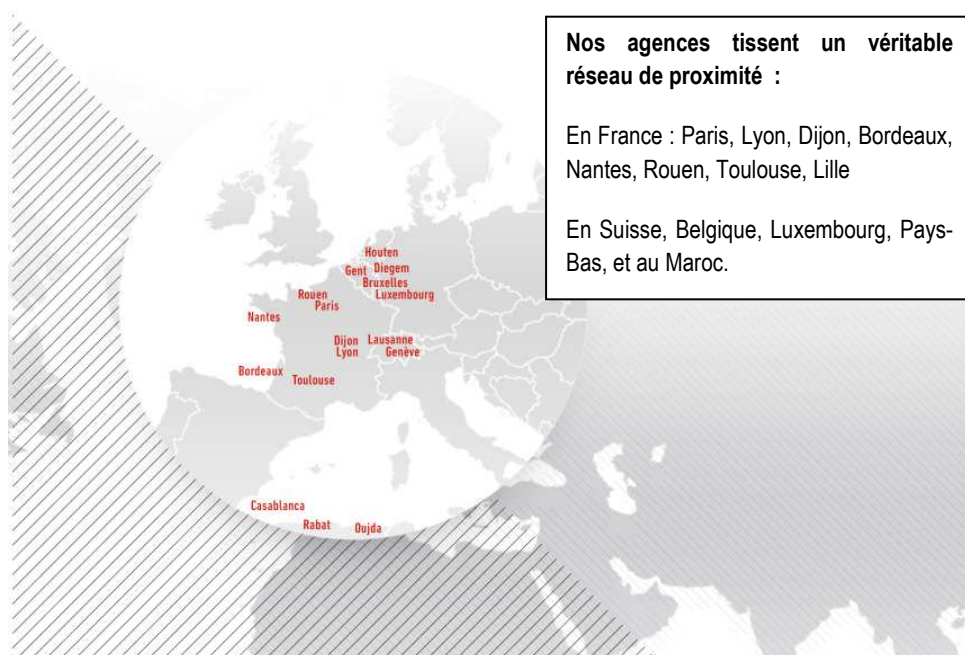 Nos agences tissent un véritable
réseau de proximité :
En France : Paris, Lyon, Dijon, Bordeaux,
Nantes, Rouen, Toulouse, Lille
En Suisse, Belgique, Luxembourg, Pays-
Bas, et au Maroc.
Houten
Gent Diegem
Bruxelles
Rouen Luxembourg
Paris
Nantes
Dijon Lausanne
Lyon Genève
Bordeaux
Toulouse
Casablanca
Rabat Oujda